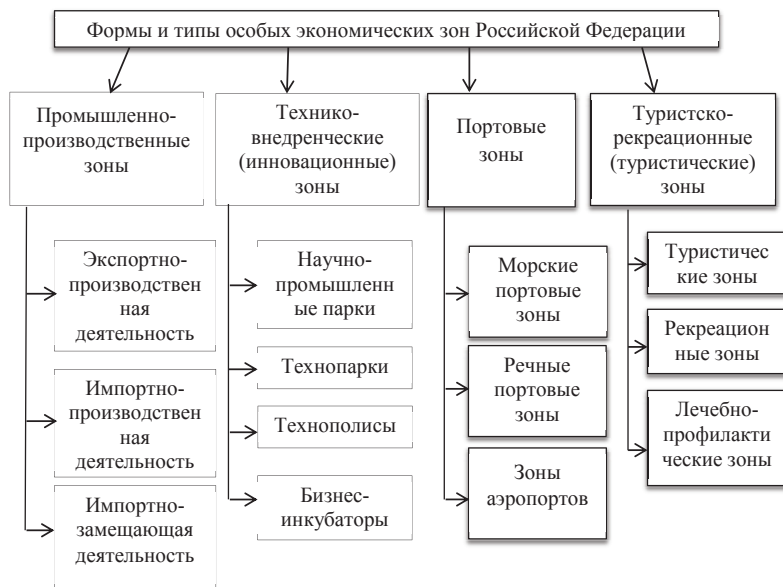 Формы и типы особых экономических зон Российской Федерации
Промышленно-
производственные
зоны
Технико-
внедренческие
(инновационные)
зоны
Портовые
зоны
Туристско-
рекреационные
(туристические)
зоны
Экспортно-
производствен
ная
деятельность
Импортно-
производствен
ная
деятельность
Импортно-
замещающая
деятельность
Научно-
промышленн
ые парки
Технопарки
Технополисы
Бизнес-
инкубаторы
Морские
портовые
зоны
Речные
портовые
зоны
Зоны
аэропортов
Туристичес
кие зоны
Рекреацион
ные зоны
Лечебно-
профилакти
ческие зоны